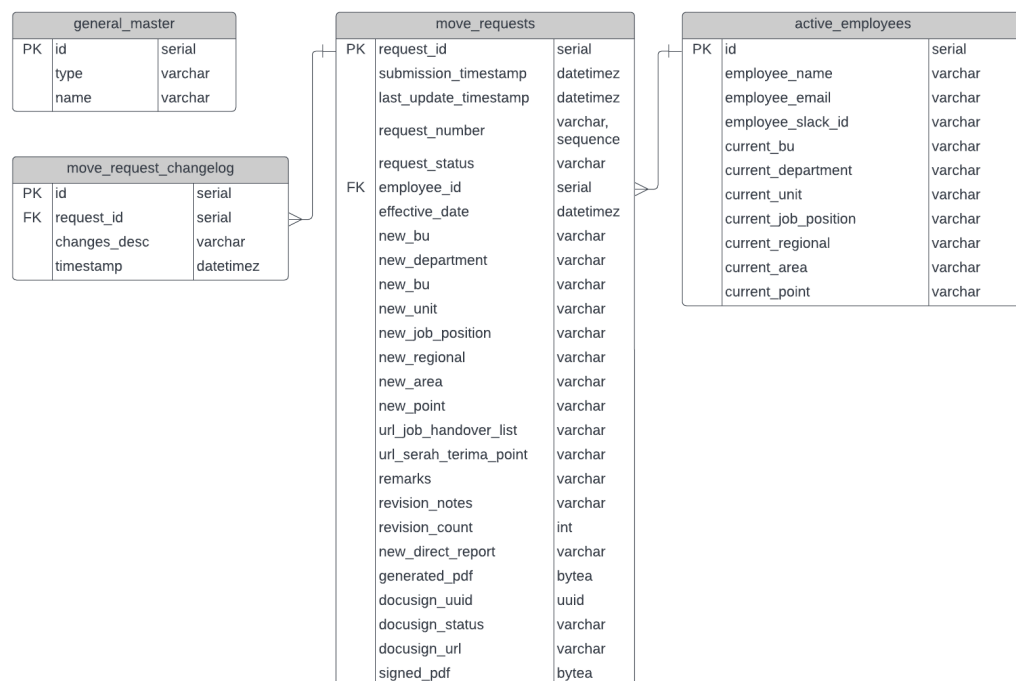 general_master
PK id serial
type varchar
name varchar
move_request_changelog
PK id serial
FK request_id serial
changes_desc varchar
timestamp datetimez
move_requests
PK request_id serial
submission_timestamp datetimez
last_update_timestamp datetimez
request_number varchar,
sequence
request_status varchar
FK employee_id serial
effective_date datetimez
new_bu varchar
new_department varchar
new_bu varchar
new_unit varchar
new_job_position varchar
new_regional varchar
new_area varchar
new_point varchar
url_job_handover_list varchar
url_serah_terima_point varchar
remarks varchar
revision_notes varchar
revision_count int
new_direct_report varchar
generated_pdf bytea
docusign_uuid uuid
docusign_status varchar
docusign_url varchar
signed_pdf bytea
active_employees
PK id serial
employee_name varchar
employee_email varchar
employee_slack_id varchar
current_bu varchar
current_department varchar
current_unit varchar
current_job_position varchar
current_regional varchar
current_area varchar
current_point varchar